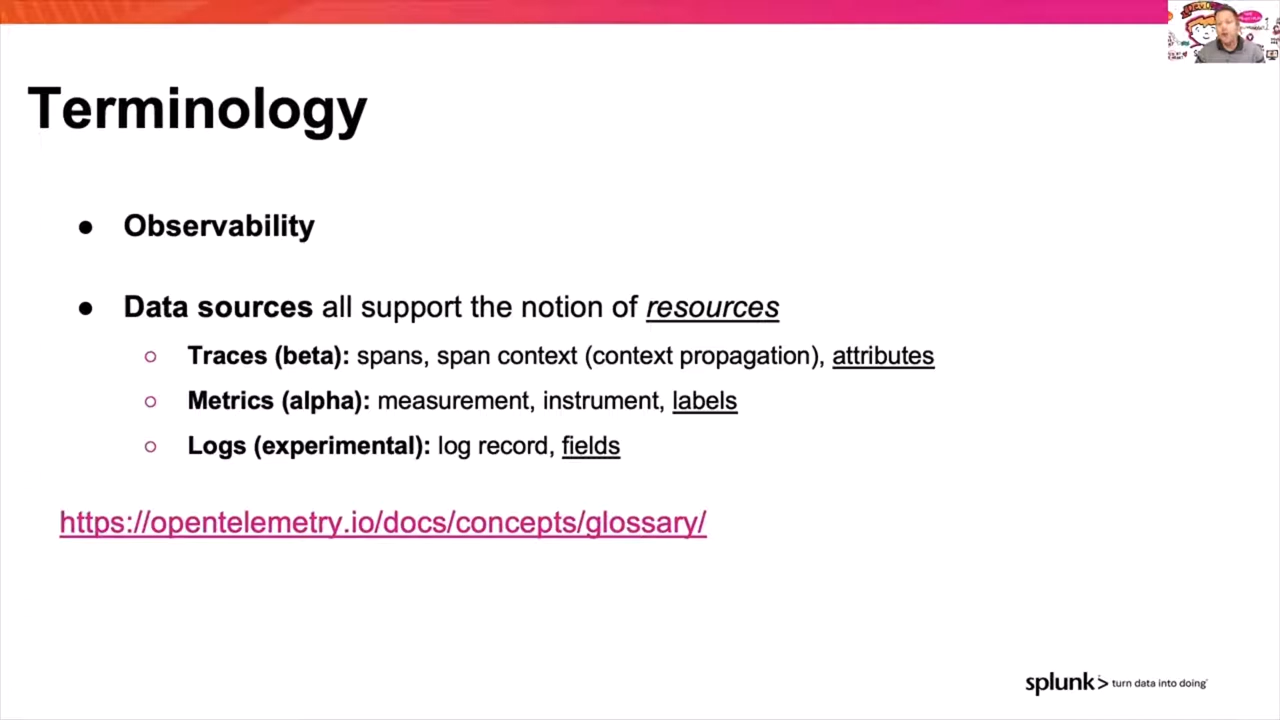 Terminology
● Observability
● Data sources all support the notion of resources
○ Traces (beta): spans, span context (context propagation), attributes
○ Metrics (alpha): measurement, instrument, labels
○ Logs (experimental): log record, fields
https://opentelemetry.io/docs/concepts/glossary/
splunk> turn data into doing